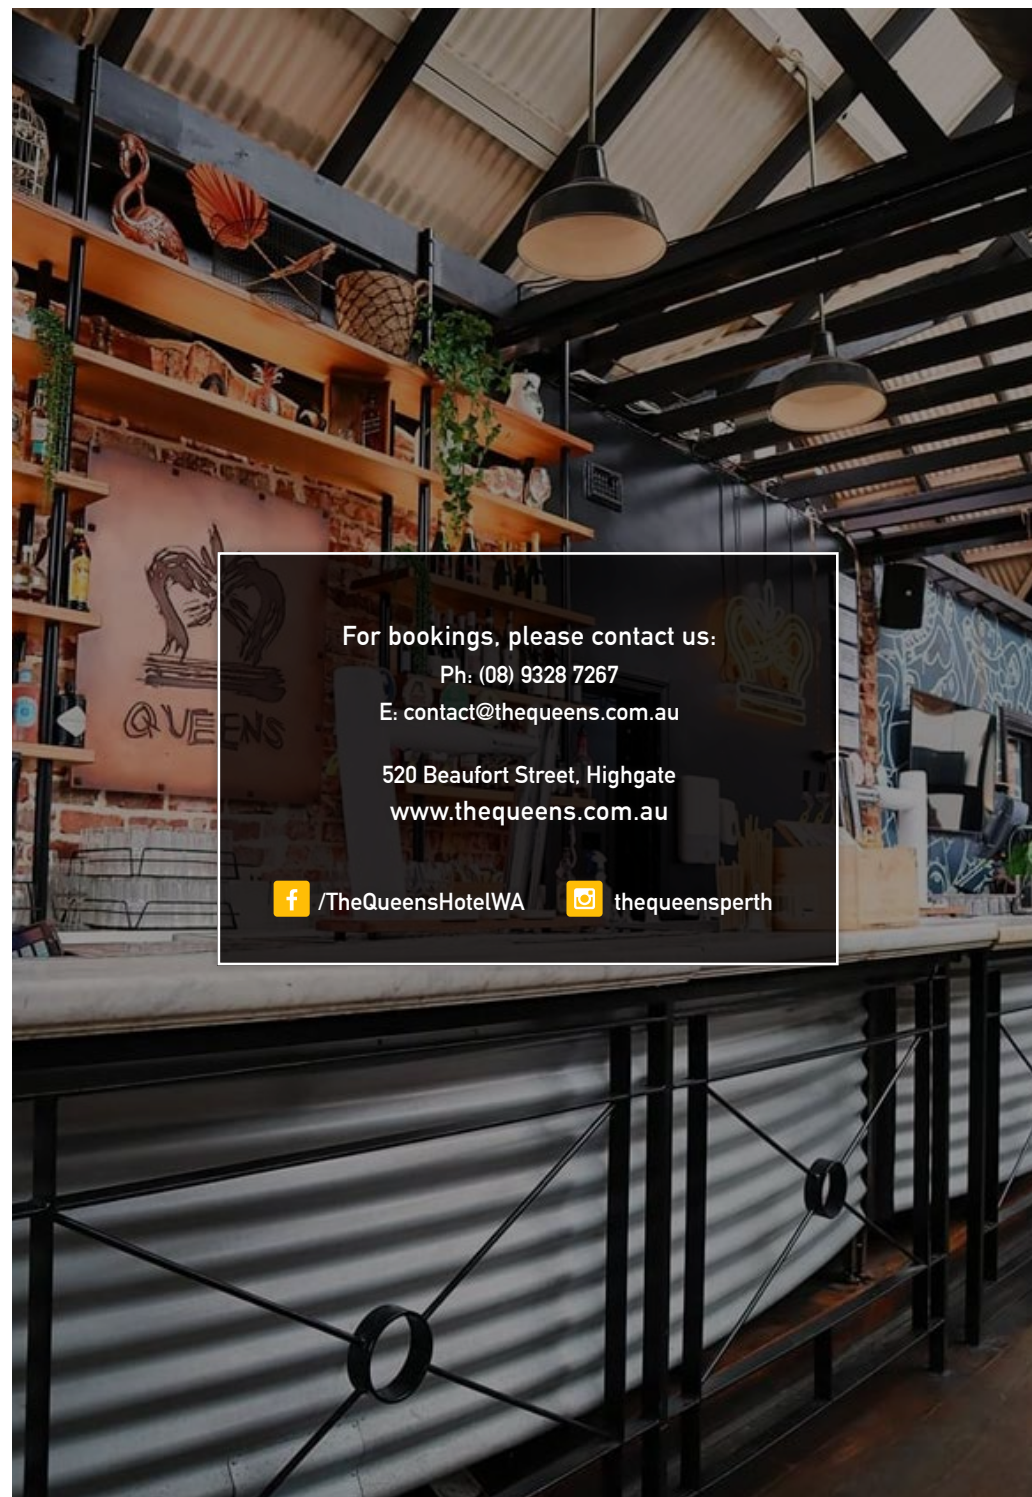 QUEENS
For bookings, please contact us:
Ph: (08) 9328 7267
E: contact@thequeens.com.au
520 Beaufort Street, Highgate
www.thequeens.com.au
/TheQueensHotelWA
thequeensperth